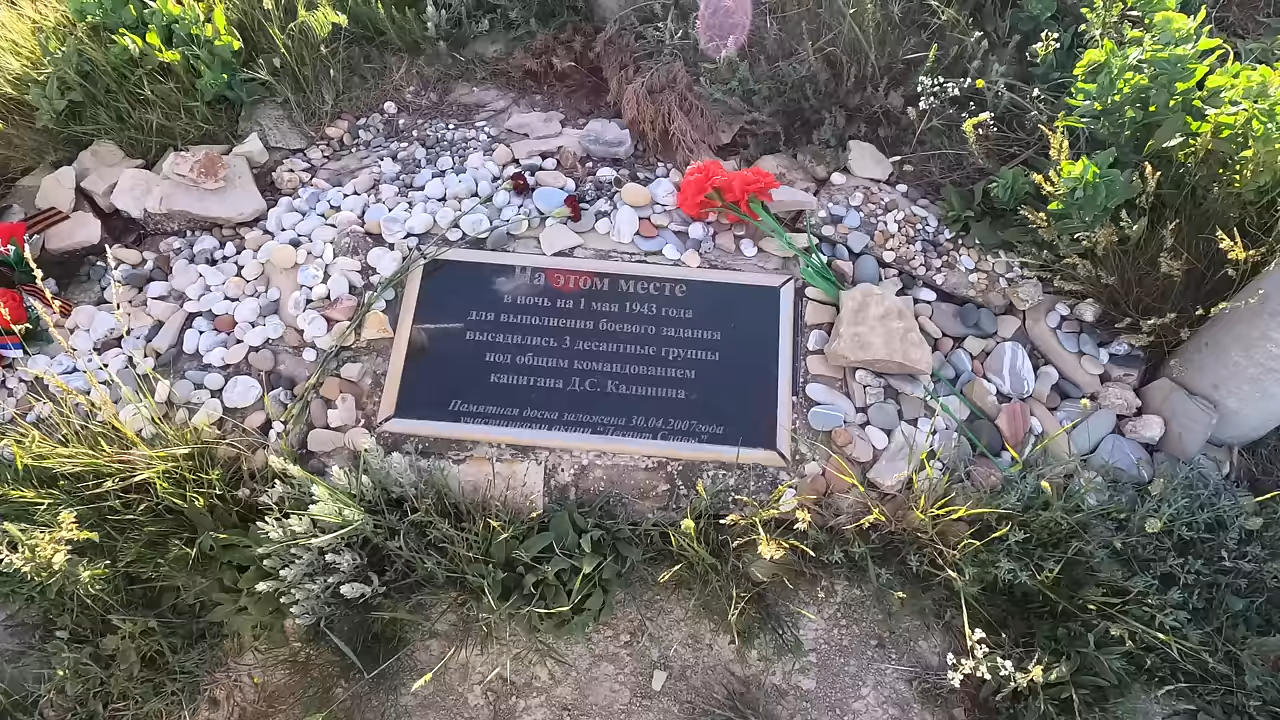 На этом месте
в ночь на 1 мая 1943 года
для выполнения боевого задания
высадились 3 десантные группы
под общим командованием
капитана Д.С. Калинина
Памятная доска заложена 30.04.2007года
участниками акции "Десант Славы"